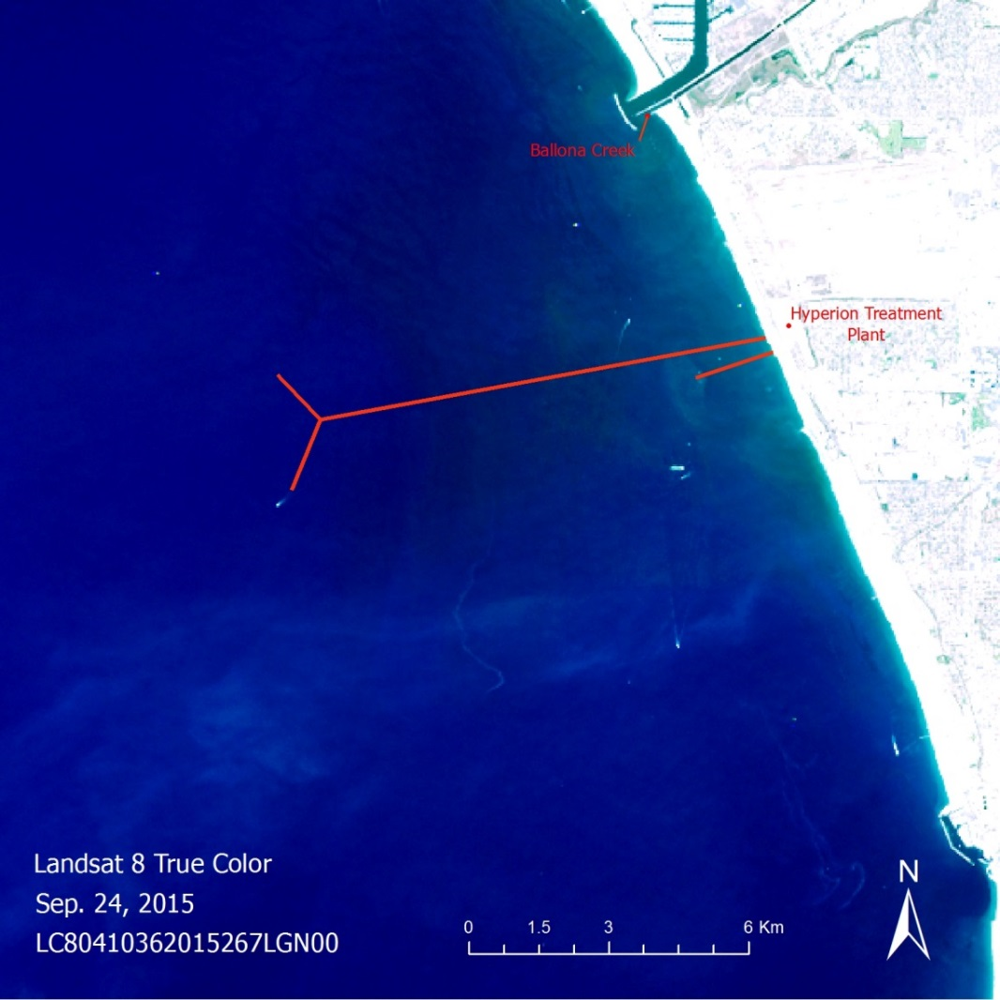 Ballona Creek
Hyperion Treatment
Plant
Landsat 8 True Color
Sep. 24, 2015
LC80410362015267LGN00
0 1.5 3 6 Km
N